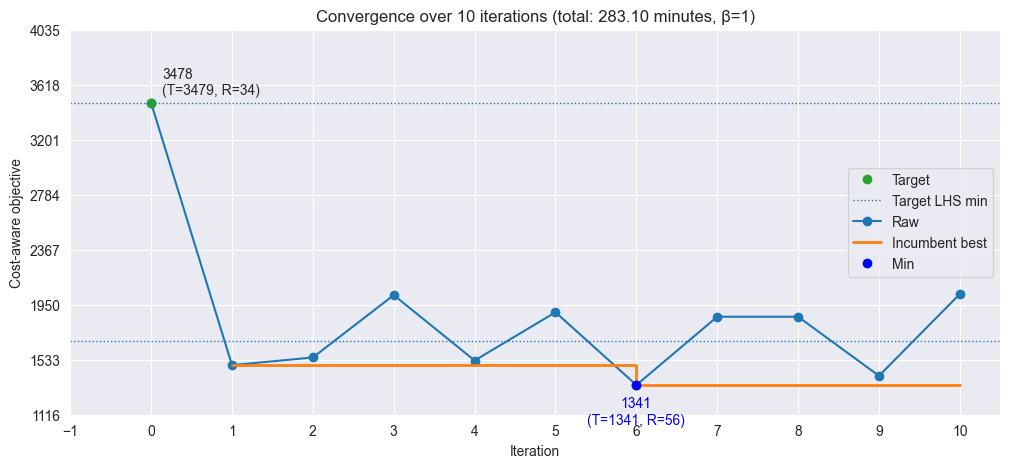 Convergence over 10 iterations (total: 283.10 minutes, β=1)
4035
3618
3201
2784
2367
1950
1533
1116
Cost-aware objective
3478
(T=3479, R=34)
Target
Target LHS min
Raw
Incumbent best
Min
1341
(T=1341, R=56)
−1 0 1 2 3 4 5 6 7 8 9 10
Iteration